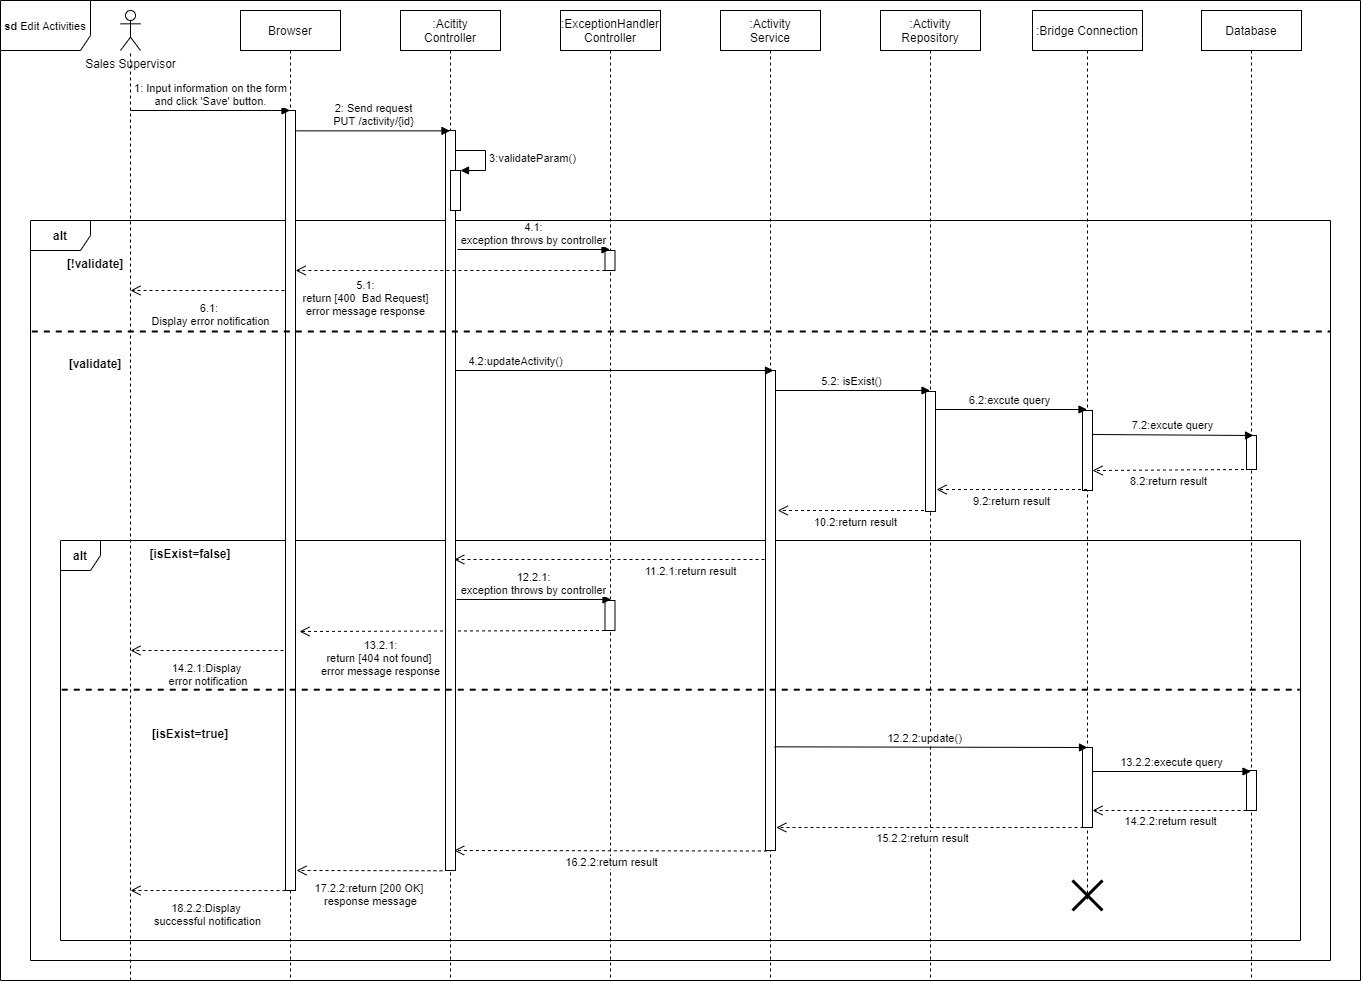 sd Edit Activities
Sales Supervisor
Browser
:Acitity
Controller
:ExceptionHandler
Controller
:Activity
Service
:Activity
Repository
:Bridge Connection
Database
1: Input information on the form
and click 'Save' button.
2: Send request
PUT /activity/{id}
3:validateParam()
alt
[!validate]
4.1:
exception throws by controller
5.1:
return [400 Bad Request]
error message response
6.1:
Display error notification
[validate]
4.2:updateActivity()
5.2: isExist()
6.2:excute query
7.2:excute query
8.2:return result
9.2:return result
10.2:return result
alt
[isExist=false]
11.2.1:return result
12.2.1:
exception throws by controller
13.2.1:
return [404 not found]
error message response
14.2.1:Display
error notification
[isExist=true]
12.2.2:update()
13.2.2:execute query
14.2.2:return result
15.2.2:return result
16.2.2:return result
17.2.2:return [200 OK]
response message
18.2.2:Display
successful notification